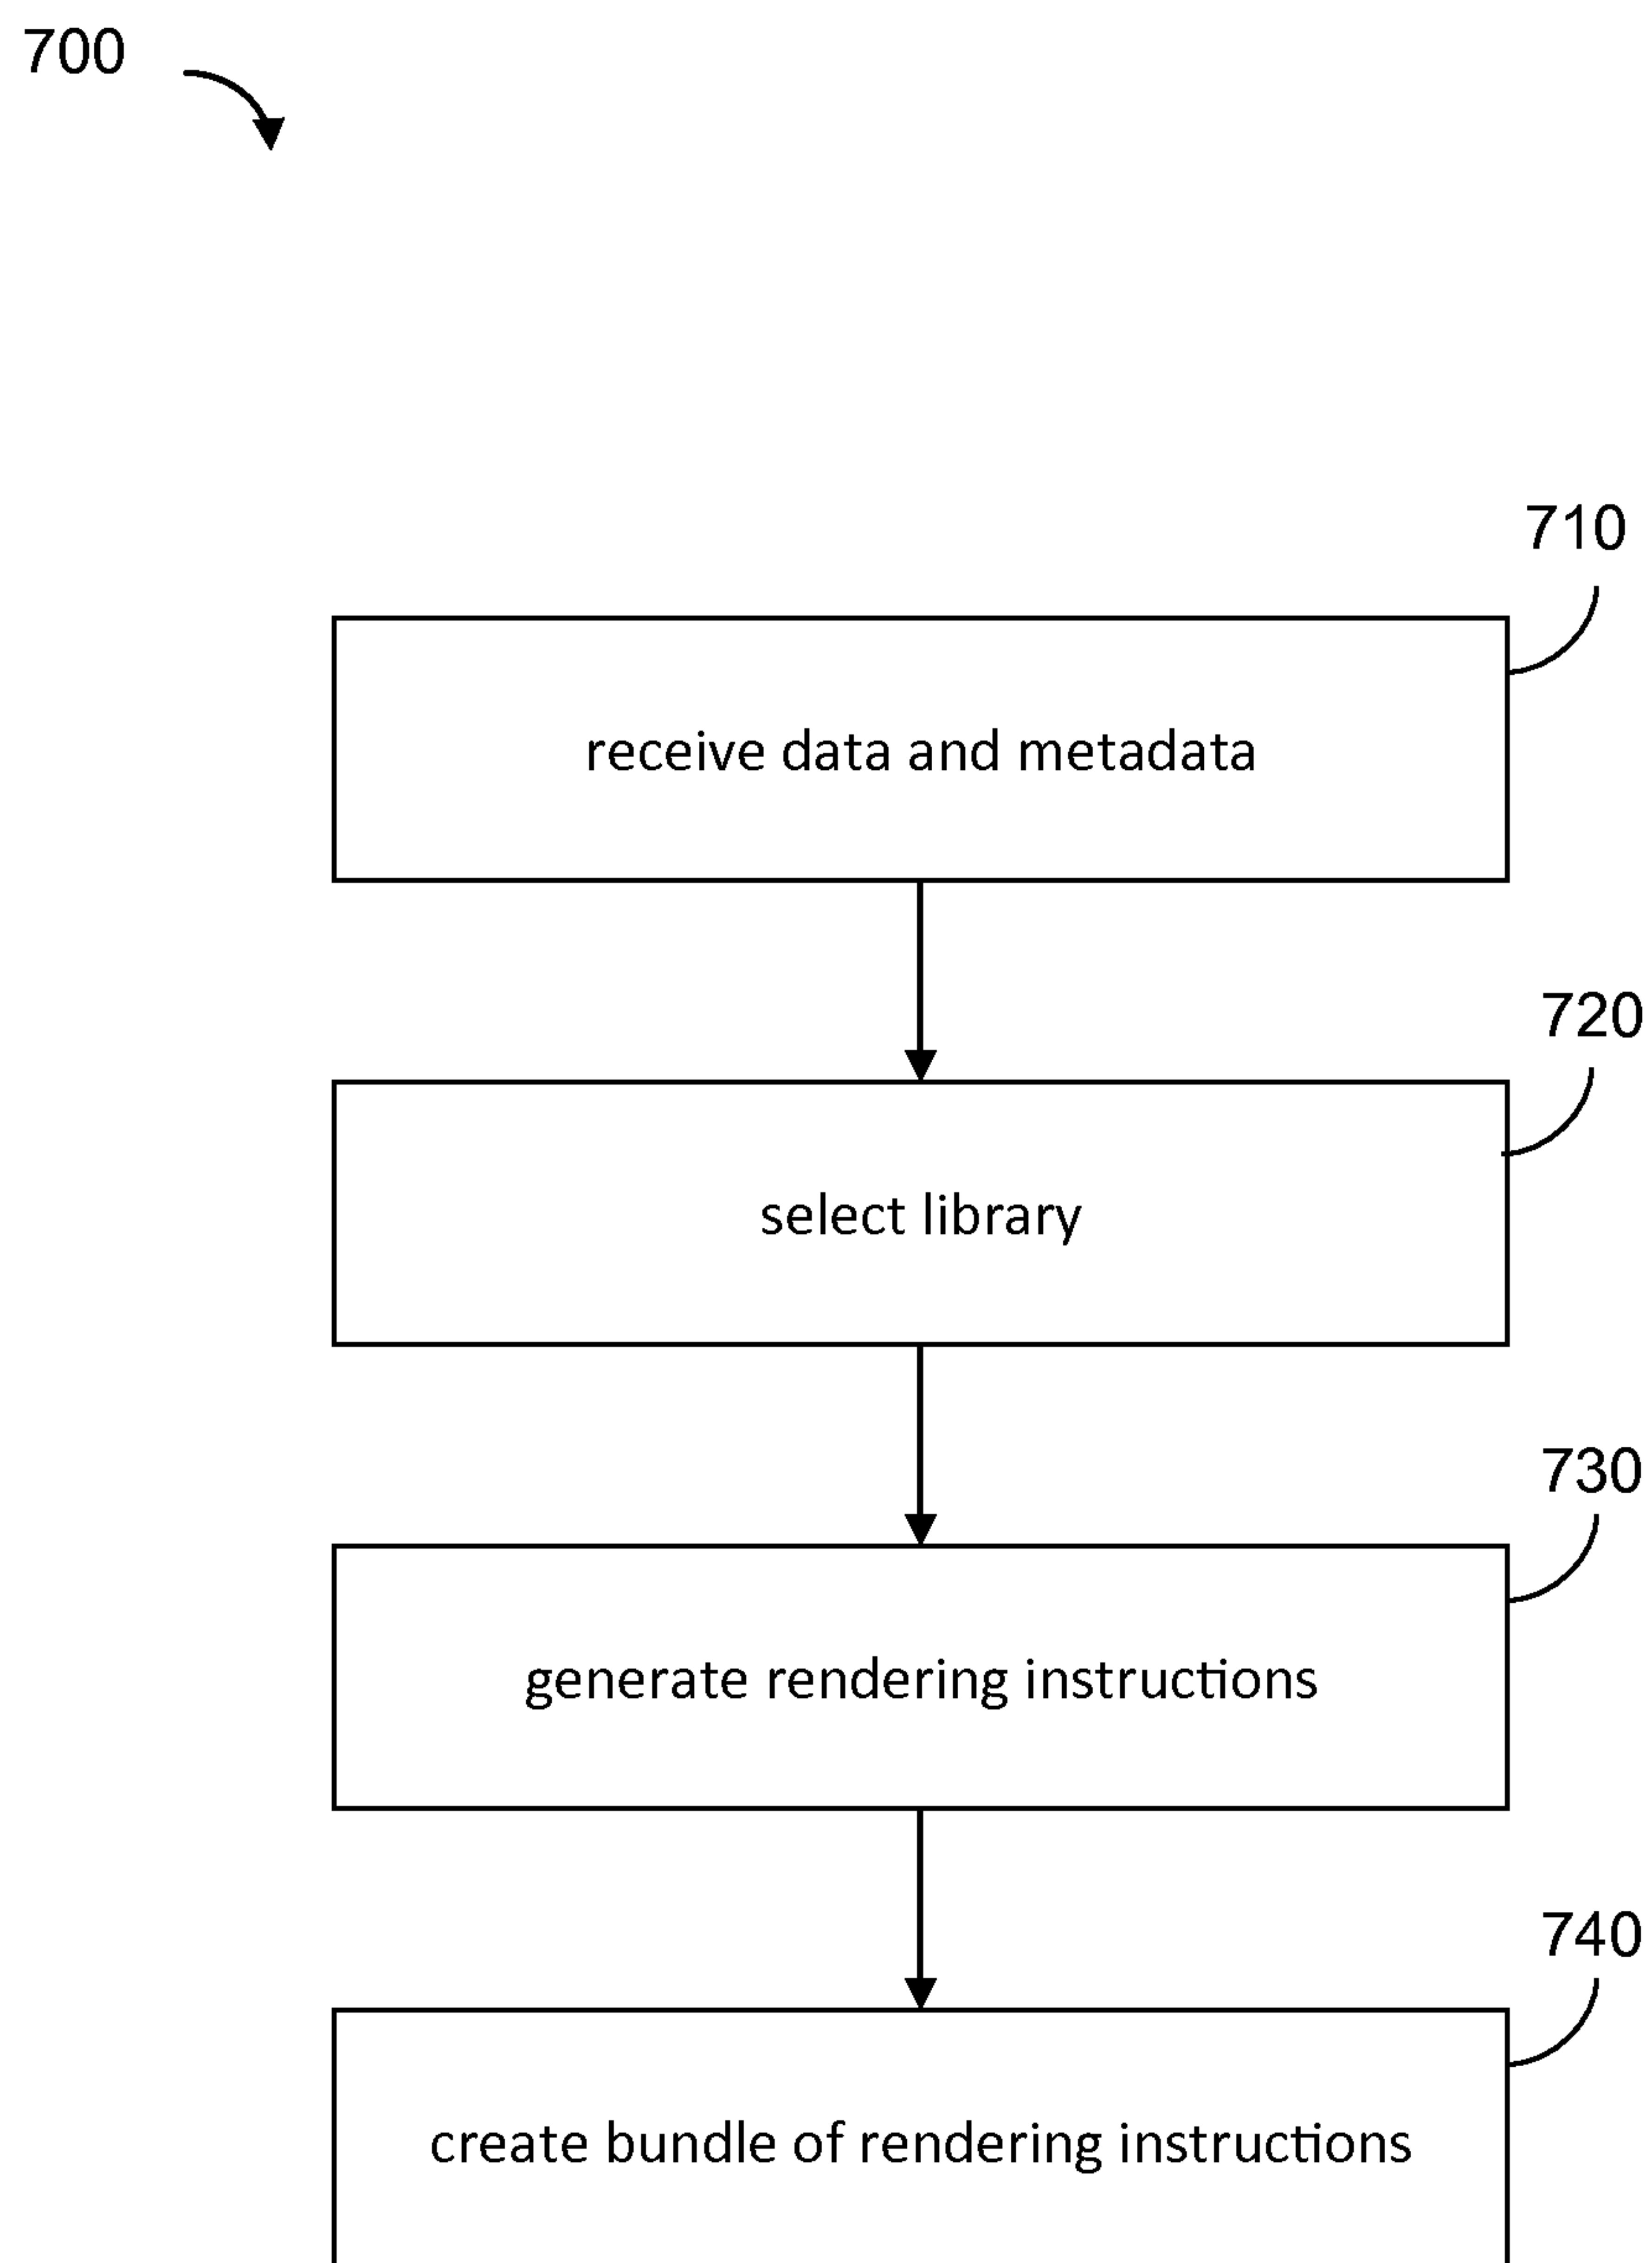 700
710
receive data and metadata
720
select library
730
generate rendering instructions
740
create bundle of rendering instructions